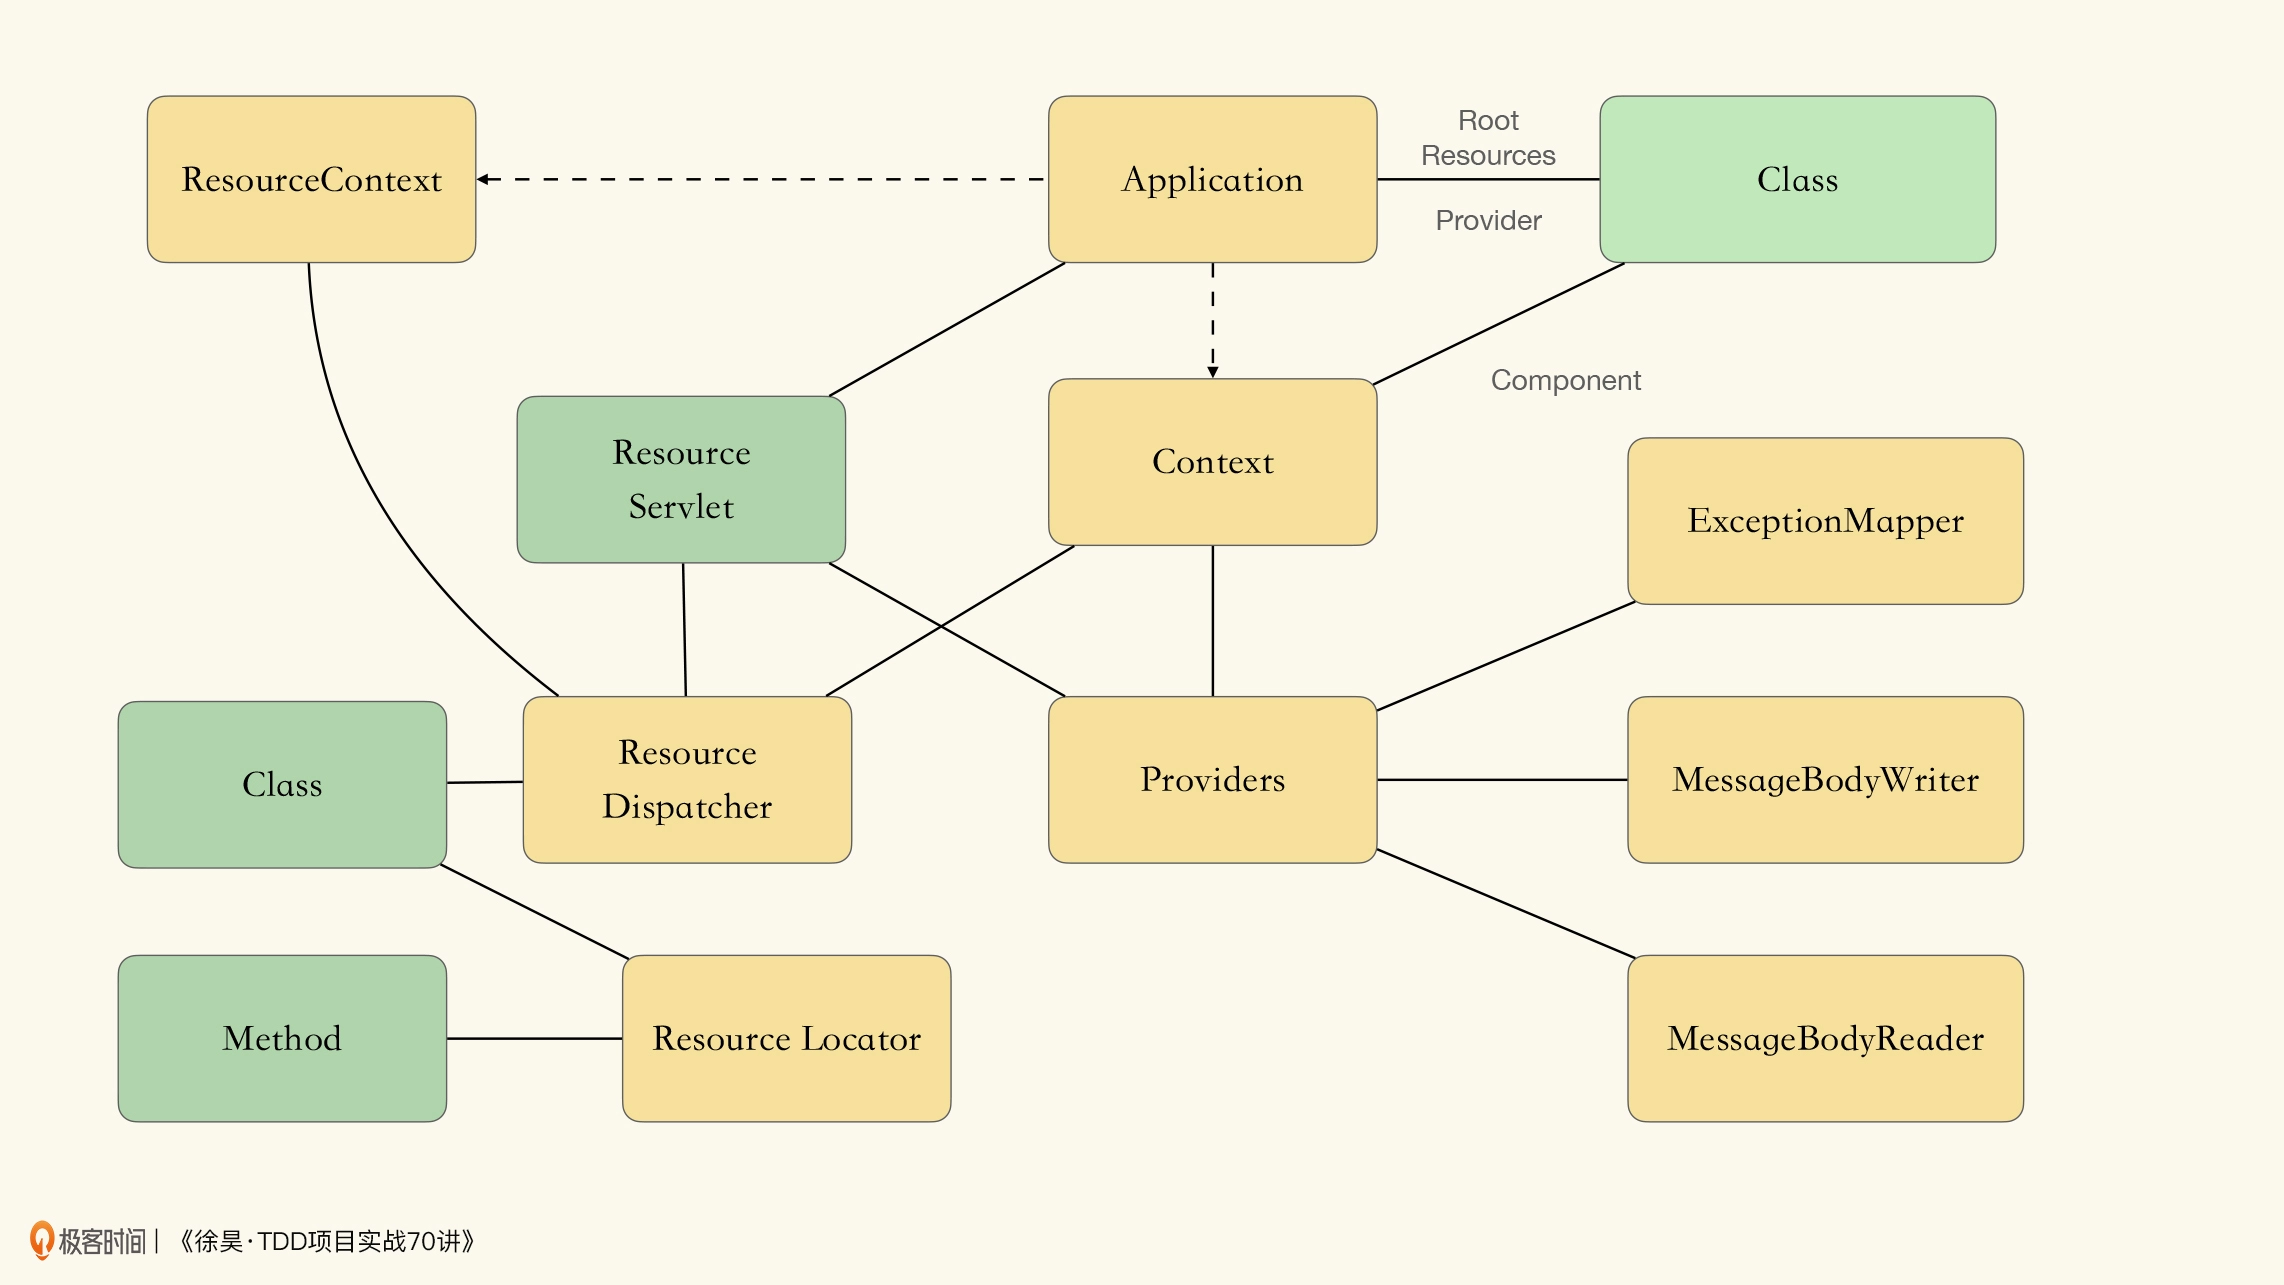 ResourceContext
Application
Root
Resources
Provider
Class
Resource
Servlet
Context
Component
ExceptionMapper
Class
Resource
Dispatcher
Providers
MessageBodyWriter
Method
Resource Locator
MessageBodyReader
极客时间 | 《徐昊·TDD项目实战70讲》